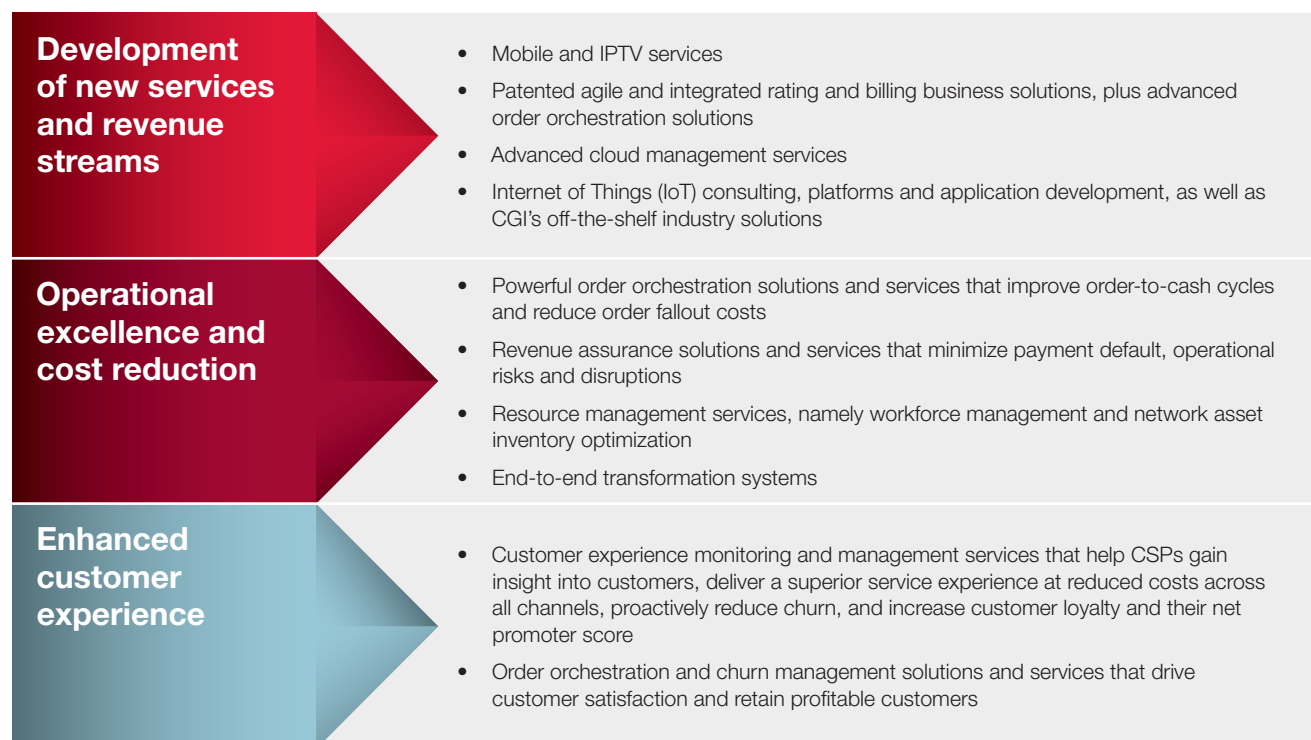 Development
of new services
and revenue
streams
• Mobile and IPTV services
• Patented agile and integrated rating and billing business solutions, plus advanced
order orchestration solutions
• Advanced cloud management services
• Internet of Things (IoT) consulting, platforms and application development, as well as
CGI’s off-the-shelf industry solutions
Operational
excellence and
cost reduction
• Powerful order orchestration solutions and services that improve order-to-cash cycles
and reduce order fallout costs
• Revenue assurance solutions and services that minimize payment default, operational
risks and disruptions
• Resource management services, namely workforce management and network asset
inventory optimization
• End-to-end transformation systems
Enhanced
customer
experience
• Customer experience monitoring and management services that help CSPs gain
insight into customers, deliver a superior service experience at reduced costs across
all channels, proactively reduce churn, and increase customer loyalty and their net
promoter score
• Order orchestration and churn management solutions and services that drive
customer satisfaction and retain profitable customers